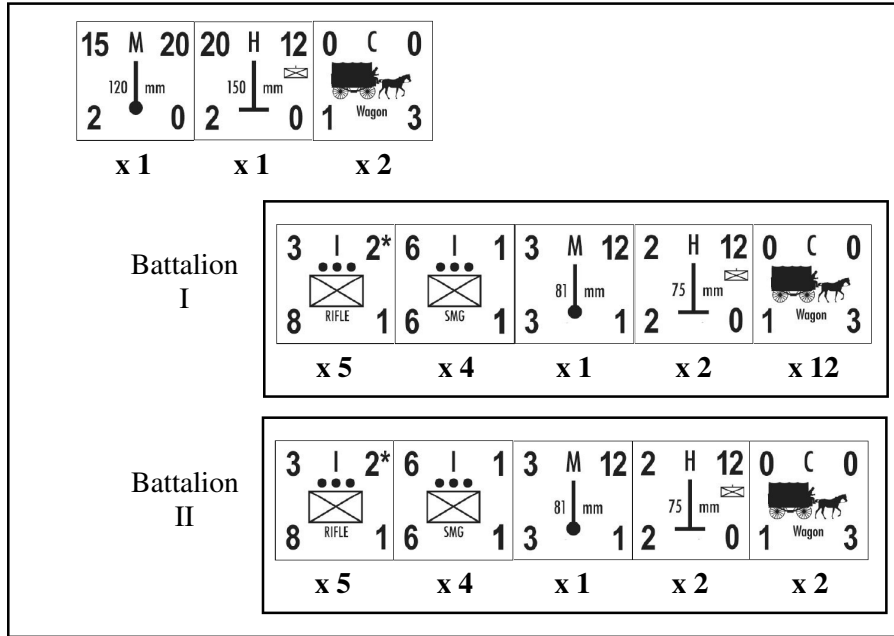 15 M 20 20 H 12 0 C 0
120 mm 150 mm
2 0 2 0 1 Wagon 3
x 1 x 1 x 2
Battalion
I
3 I 2* 6 I 1 3 M 12 2 H 12 0 C 0
81 mm 75 mm
RIFLE SMG Wagon
8 1 6 1 3 1 2 0 1 3
x 5 x 4 x 1 x 2 x 12
Battalion
II
3 I 2* 6 I 1 3 M 12 2 H 12 0 C 0
81 mm 75 mm
RIFLE SMG Wagon
8 1 6 1 3 1 2 0 1 3
x 5 x 4 x 1 x 2 x 2